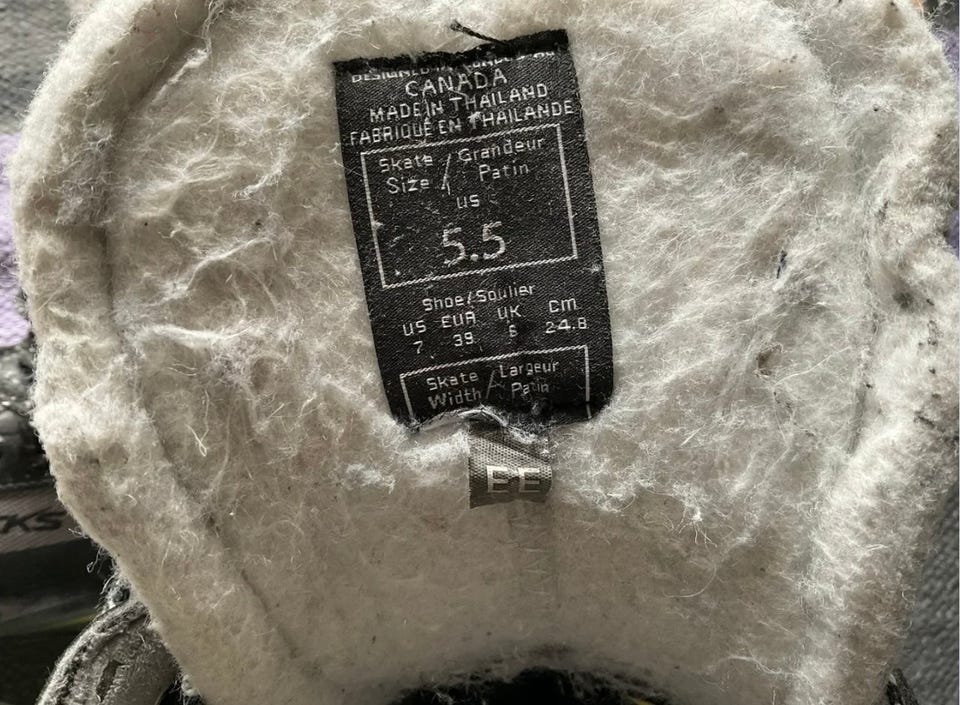 CANADA
MADE IN THAILAND
FABRIQUÉ EN THAILANDE
Skate / Grandeur
Size / Patin
US
5.5
Shoe/Soulier
US EUR UK Cm
7 39 6 24.8
Skate / Largeur
Width / Patin
EE